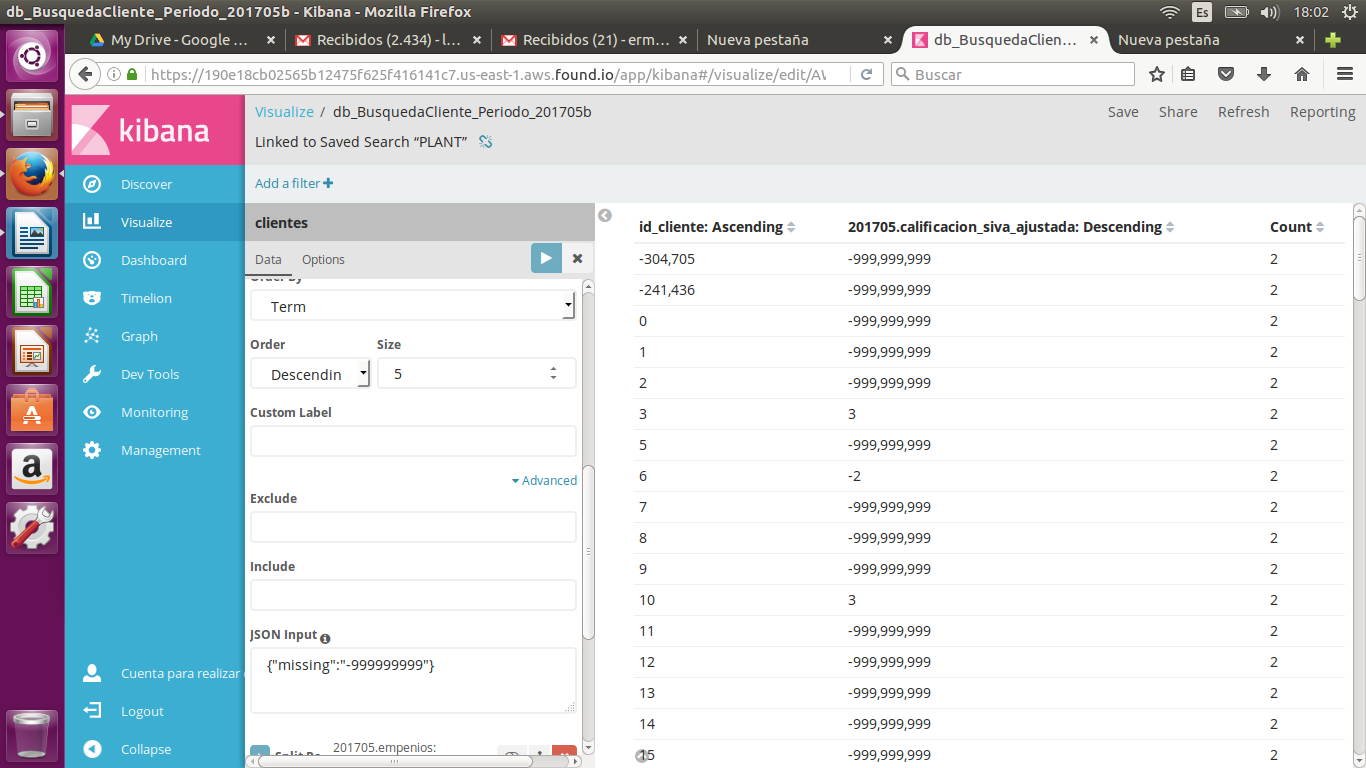 db_BusquedaCliente_Periodo_201705b - Kibana - Mozilla Firefox
Es
18:02
My Drive - Google ...
Recibidos (2.434) - l...
Recibidos (21) - erm...
Nueva pestaña
db_BusquedaClien...
Nueva pestaña
https://190e18cb02565b12475f625f416141c7.us-east-1.aws.found.io/app/kibana#/visualize/edit/AV
Buscar
kibana
Visualize / db_BusquedaCliente_Periodo_201705b
Save Share Refresh Reporting
Linked to Saved Search “PLANT”
Add a filter
Discover
Visualize
Dashboard
Timelion
Graph
Dev Tools
Monitoring
Management
Cuenta para realizar
Logout
Collapse
clientes
Data Options
Order By
Term
Order Size
Descendin 5
Custom Label
Advanced
Exclude
Include
JSON Input
{"missing":"-999999999"}
201705.empenios:
id_cliente: Ascending 201705.calificacion_siva_ajustada: Descending Count
-304,705 -999,999,999 2
-241,436 -999,999,999 2
0 -999,999,999 2
1 -999,999,999 2
2 -999,999,999 2
3 3 2
5 -999,999,999 2
6 -2 2
7 -999,999,999 2
8 -999,999,999 2
9 -999,999,999 2
10 3 2
11 -999,999,999 2
12 -999,999,999 2
13 -999,999,999 2
14 -999,999,999 2
15 -999,999,999 2